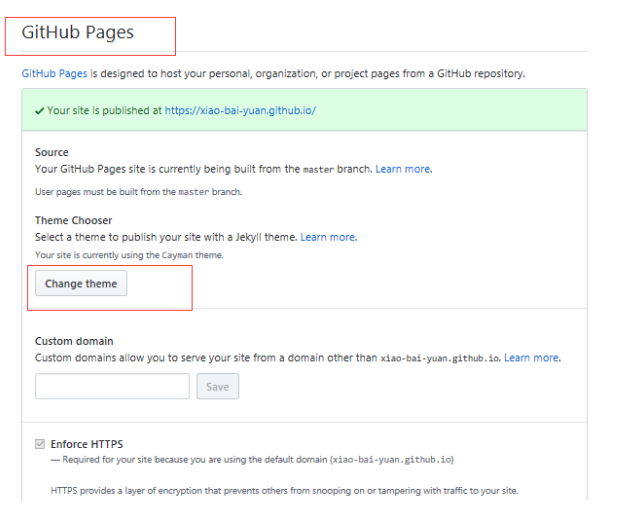 GitHub Pages
GitHub Pages is designed to host your personal, organization, or project pages from a GitHub repository.
✓ Your site is published at https://xiao-bai-yuan.github.io/
Source
Your GitHub Pages site is currently being built from the master branch. Learn more.
User pages must be built from the master branch.
Theme Chooser
Select a theme to publish your site with a Jekyll theme. Learn more.
Your site is currently using the Cayman theme.
Change theme
Custom domain
Custom domains allow you to serve your site from a domain other than xiao-bai-yuan.github.io. Learn more.
Save
Enforce HTTPS
— Required for your site because you are using the default domain (xiao-bai-yuan.github.io)
HTTPS provides a layer of encryption that prevents others from snooping on or tampering with traffic to your site.